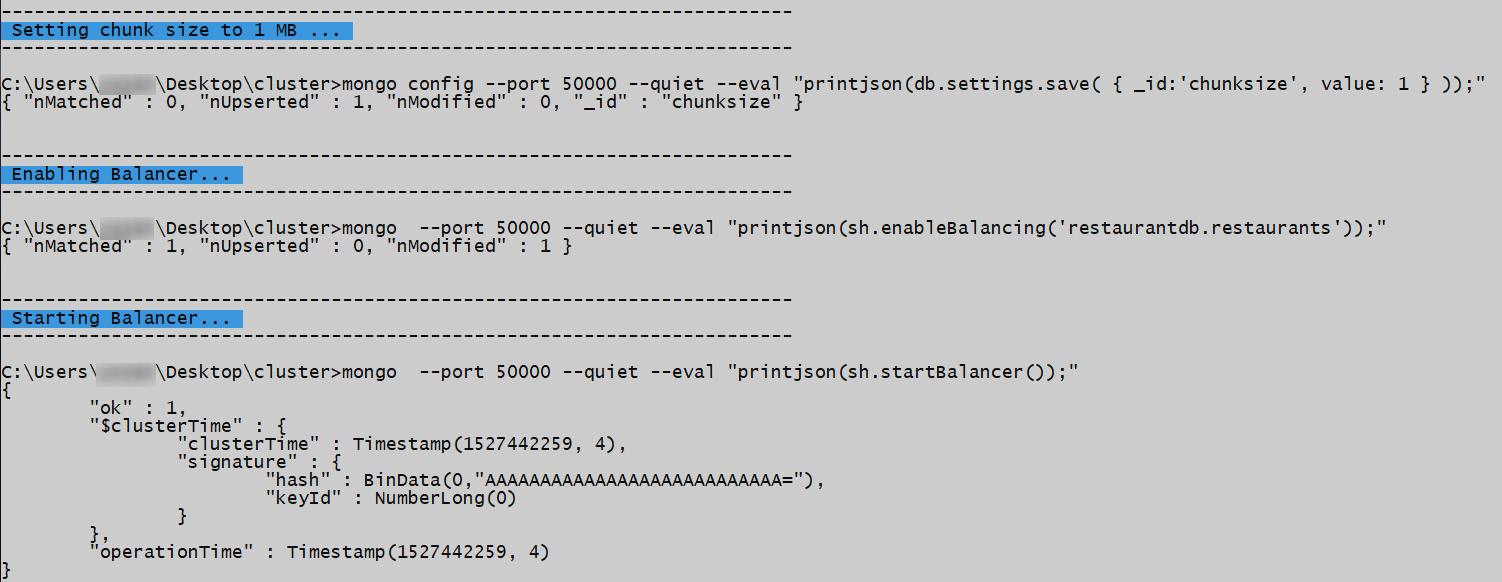 ------------------------------------------------------------------------
Setting chunk size to 1 MB ...
------------------------------------------------------------------------
C:\Users\ \Desktop\cluster>mongo config --port 50000 --quiet --eval "printjson(db.settings.save( { _id:'chunksize', value: 1 } ));"
{ "nMatched" : 0, "nUpserted" : 1, "nModified" : 0, "_id" : "chunksize" }
------------------------------------------------------------------------
Enabling Balancer...
------------------------------------------------------------------------
C:\Users\ \Desktop\cluster>mongo  --port 50000 --quiet --eval "printjson(sh.enableBalancing('restaurantdb.restaurants'));"
{ "nMatched" : 1, "nUpserted" : 0, "nModified" : 1 }
------------------------------------------------------------------------
Starting Balancer...
------------------------------------------------------------------------
C:\Users\ \Desktop\cluster>mongo  --port 50000 --quiet --eval "printjson(sh.startBalancer());"
{
        "ok" : 1,
        "$clusterTime" : {
                "clusterTime" : Timestamp(1527442259, 4),
                "signature" : {
                        "hash" : BinData(0,"AAAAAAAAAAAAAAAAAAAAAAAAAAA="),
                        "keyId" : NumberLong(0)
                }
        },
        "operationTime" : Timestamp(1527442259, 4)
}